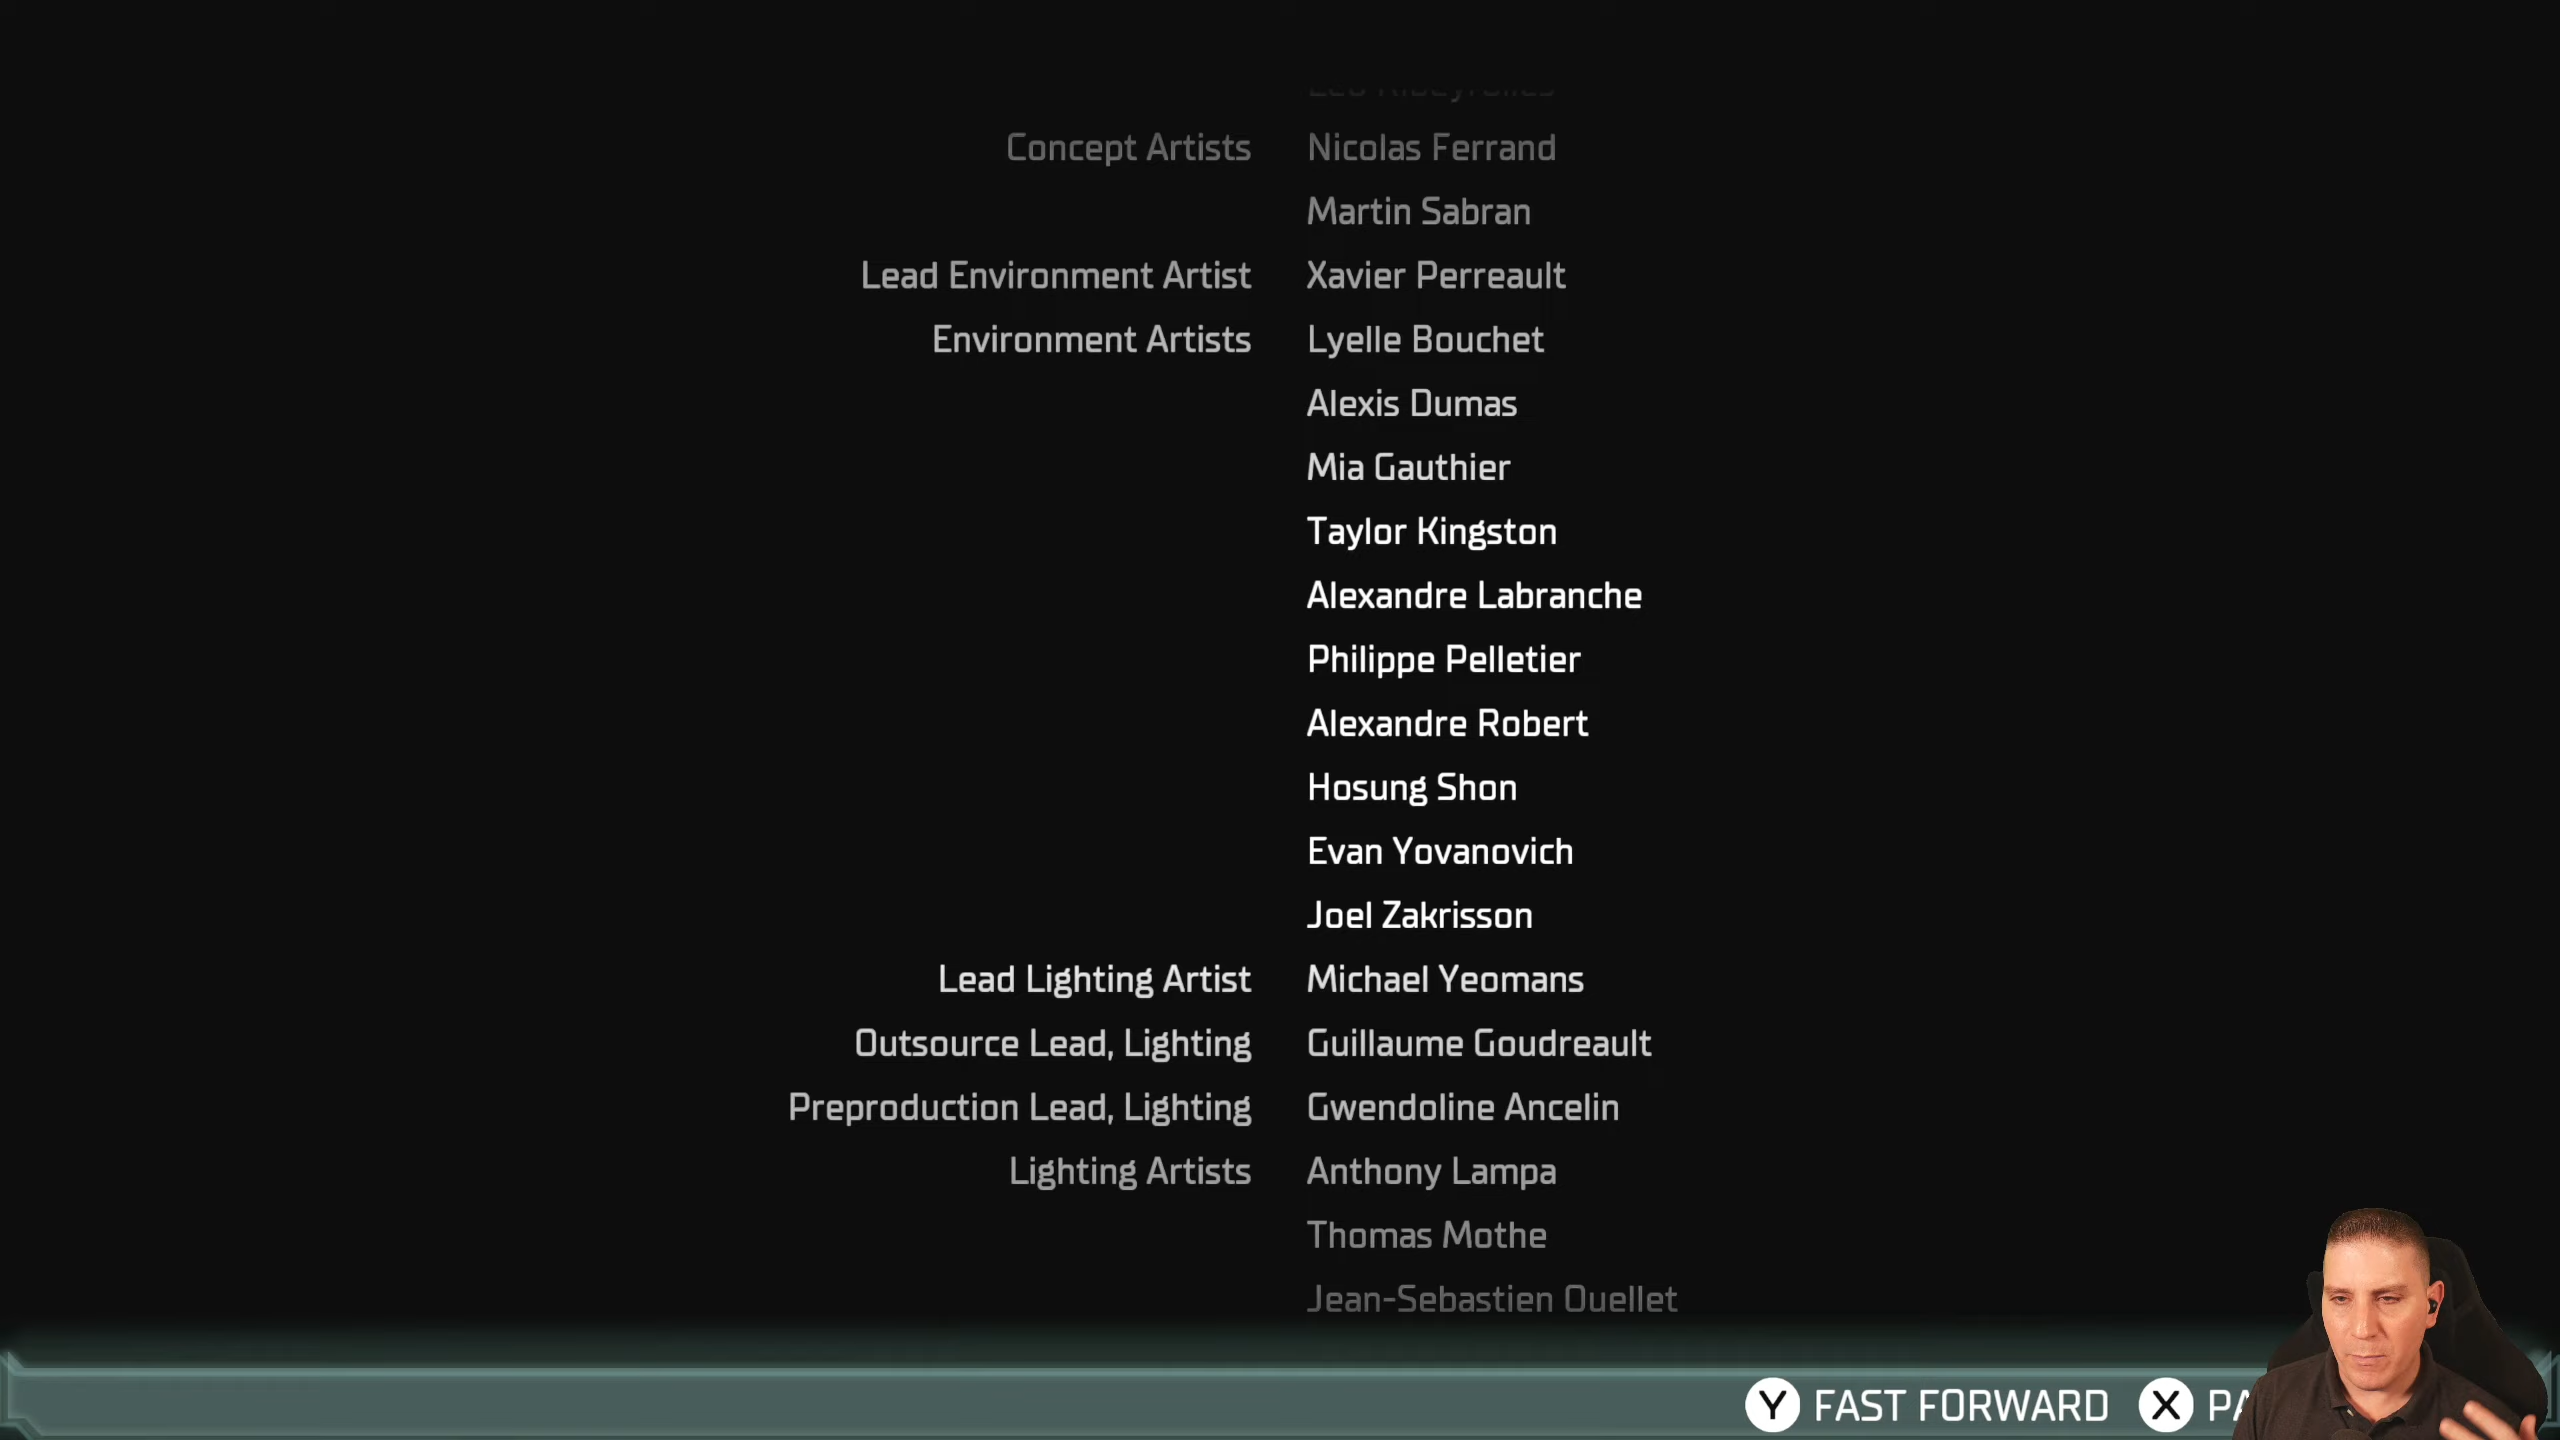 Concept Artists Nicolas Ferrand
Martin Sabran
Lead Environment Artist Xavier Perreault
Environment Artists Lyelle Bouchet
Alexis Dumas
Mia Gauthier
Taylor Kingston
Alexandre Labranche
Philippe Pelletier
Alexandre Robert
Hosung Shon
Evan Yovanovich
Joel Zakrisson
Lead Lighting Artist Michael Yeomans
Outsource Lead, Lighting Guillaume Goudreault
Preproduction Lead, Lighting Gwendoline Ancelin
Lighting Artists Anthony Lampa
Thomas Mothe
Jean-Sebastien Ouellet
Y FAST FORWARD X